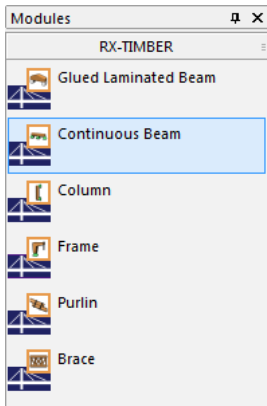 Modules
RX-TIMBER
Glued Laminated Beam
Continuous Beam
Column
Frame
Purlin
Brace